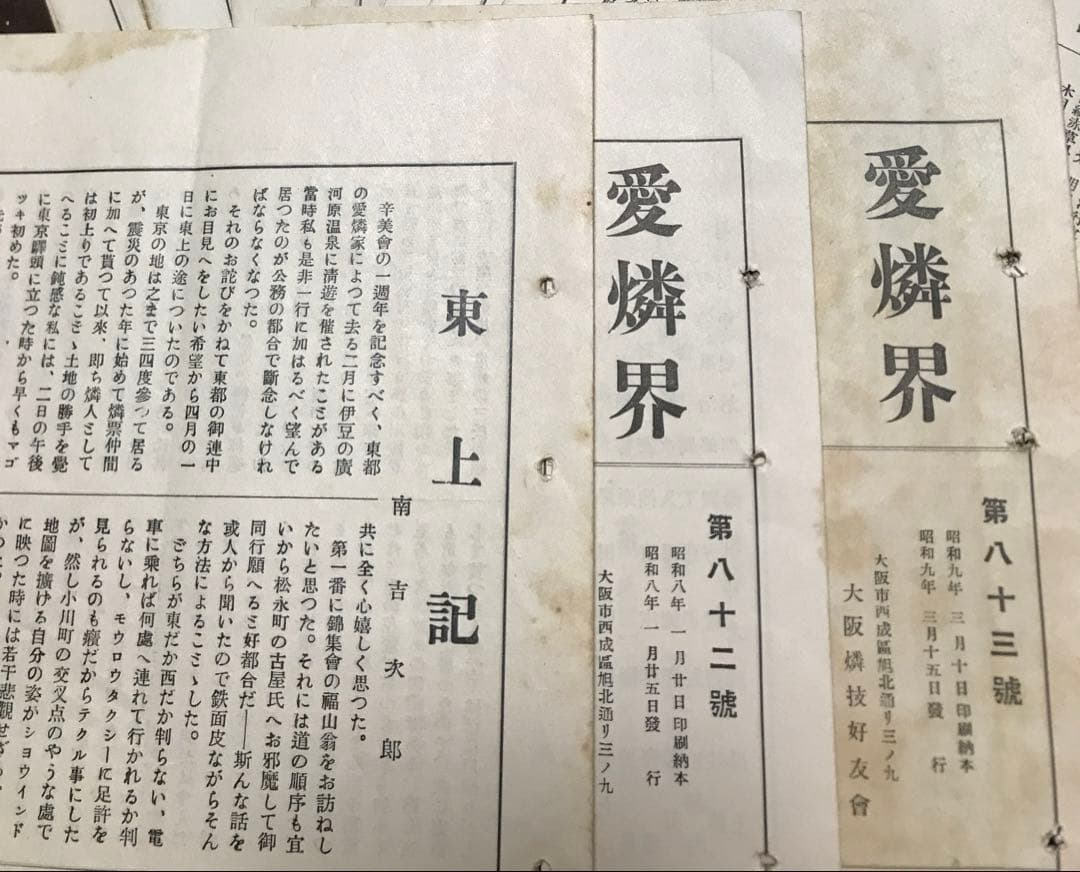 愛燐界
第八十三號
昭和九年 三月十日印刷納本
昭和九年 三月十五日發行
大阪市西成區旭北通リ三ノ九
大阪燐技好友會
愛燐界
第八十二號
昭和八年一月廿日印刷納本
昭和八年一月廿五日發行
大阪市西成區旭北通リ三ノ九
東上記
南吉次郎
辛美會の一週年を記念すべく、東都
の愛燐家によつて去る二月に伊豆の廣
河原温泉に淸遊を催されたことがある
當時私も是非一行に加はるべく望んで
居つたのが公務の都合で斷念しなけれ
ばならなくなつた。
それのお詫びをかねて東都の御連中
にお目見へをしたい希望から四月の一
日に東上の途についたのである。
東京の地は之まで三四度參つて居る
が、震災のあつた年に始めて燐票仲間
に加へて貰つて以來、卽ち燐人として
は初上りであるこどゝ土地の勝手を覺
へることに鈍感な私には、二日の午後
に東京驛頭に立つた時から早くもマゴ
ツキ初めた。
共に全く心嬉しく思つた。
第一番に錦集會の福山翁をお訪ねし
たいと思つた。それには道の順序も宜
いから松永町の古屋氏へお邪魔して御
同行願へると好都合だ――斯んな話を
或人から聞いたので鉄面皮ながらそん
な方法によることゝした。
どちらが東だか西だか判らない、電
車に乘れば何處へ連れて行かれるか判
らないし、モウロウタクシーに足許を
見られるのも癪だからテクル事にした
が、然し小川町の交叉点のやうな處で
地圖を擴ける自分の姿がショウインド
に映つた時には若干悲觀せざ